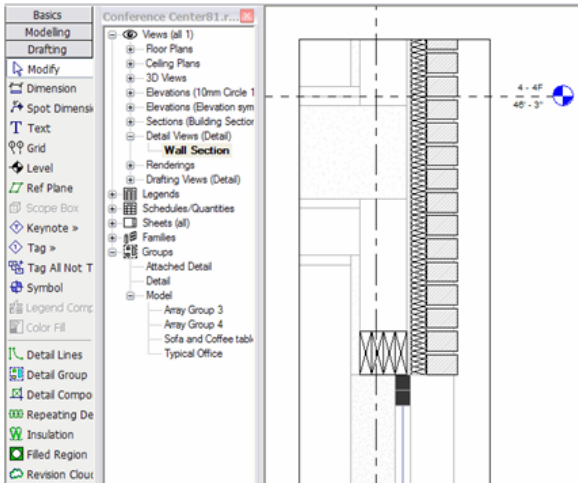 Basics
Modelling
Drafting
Modify
Dimension
Spot Dimensi
Text
Grid
Level
Ref Plane
Scope Box
Keynote »
Tag »
Tag All Not T
Symbol
Legend Comp
Color Fill
Detail Lines
Detail Group
Detail Compo
Repeating De
Insulation
Filled Region
Revision Cloud
Conference Center81.r...
Views (all 1)
Floor Plans
Ceiling Plans
3D Views
Elevations (10mm Circle 1
Elevations (Elevation sym
Sections (Building Section
Detail Views (Detail)
Wall Section
Renderings
Drafting Views (Detail)
Legends
Schedules/Quantities
Sheets (all)
Families
Groups
Attached Detail
Detail
Model
Array Group 3
Array Group 4
Sofa and Coffee tabl
Typical Office
4 - 4F
46' - 3"